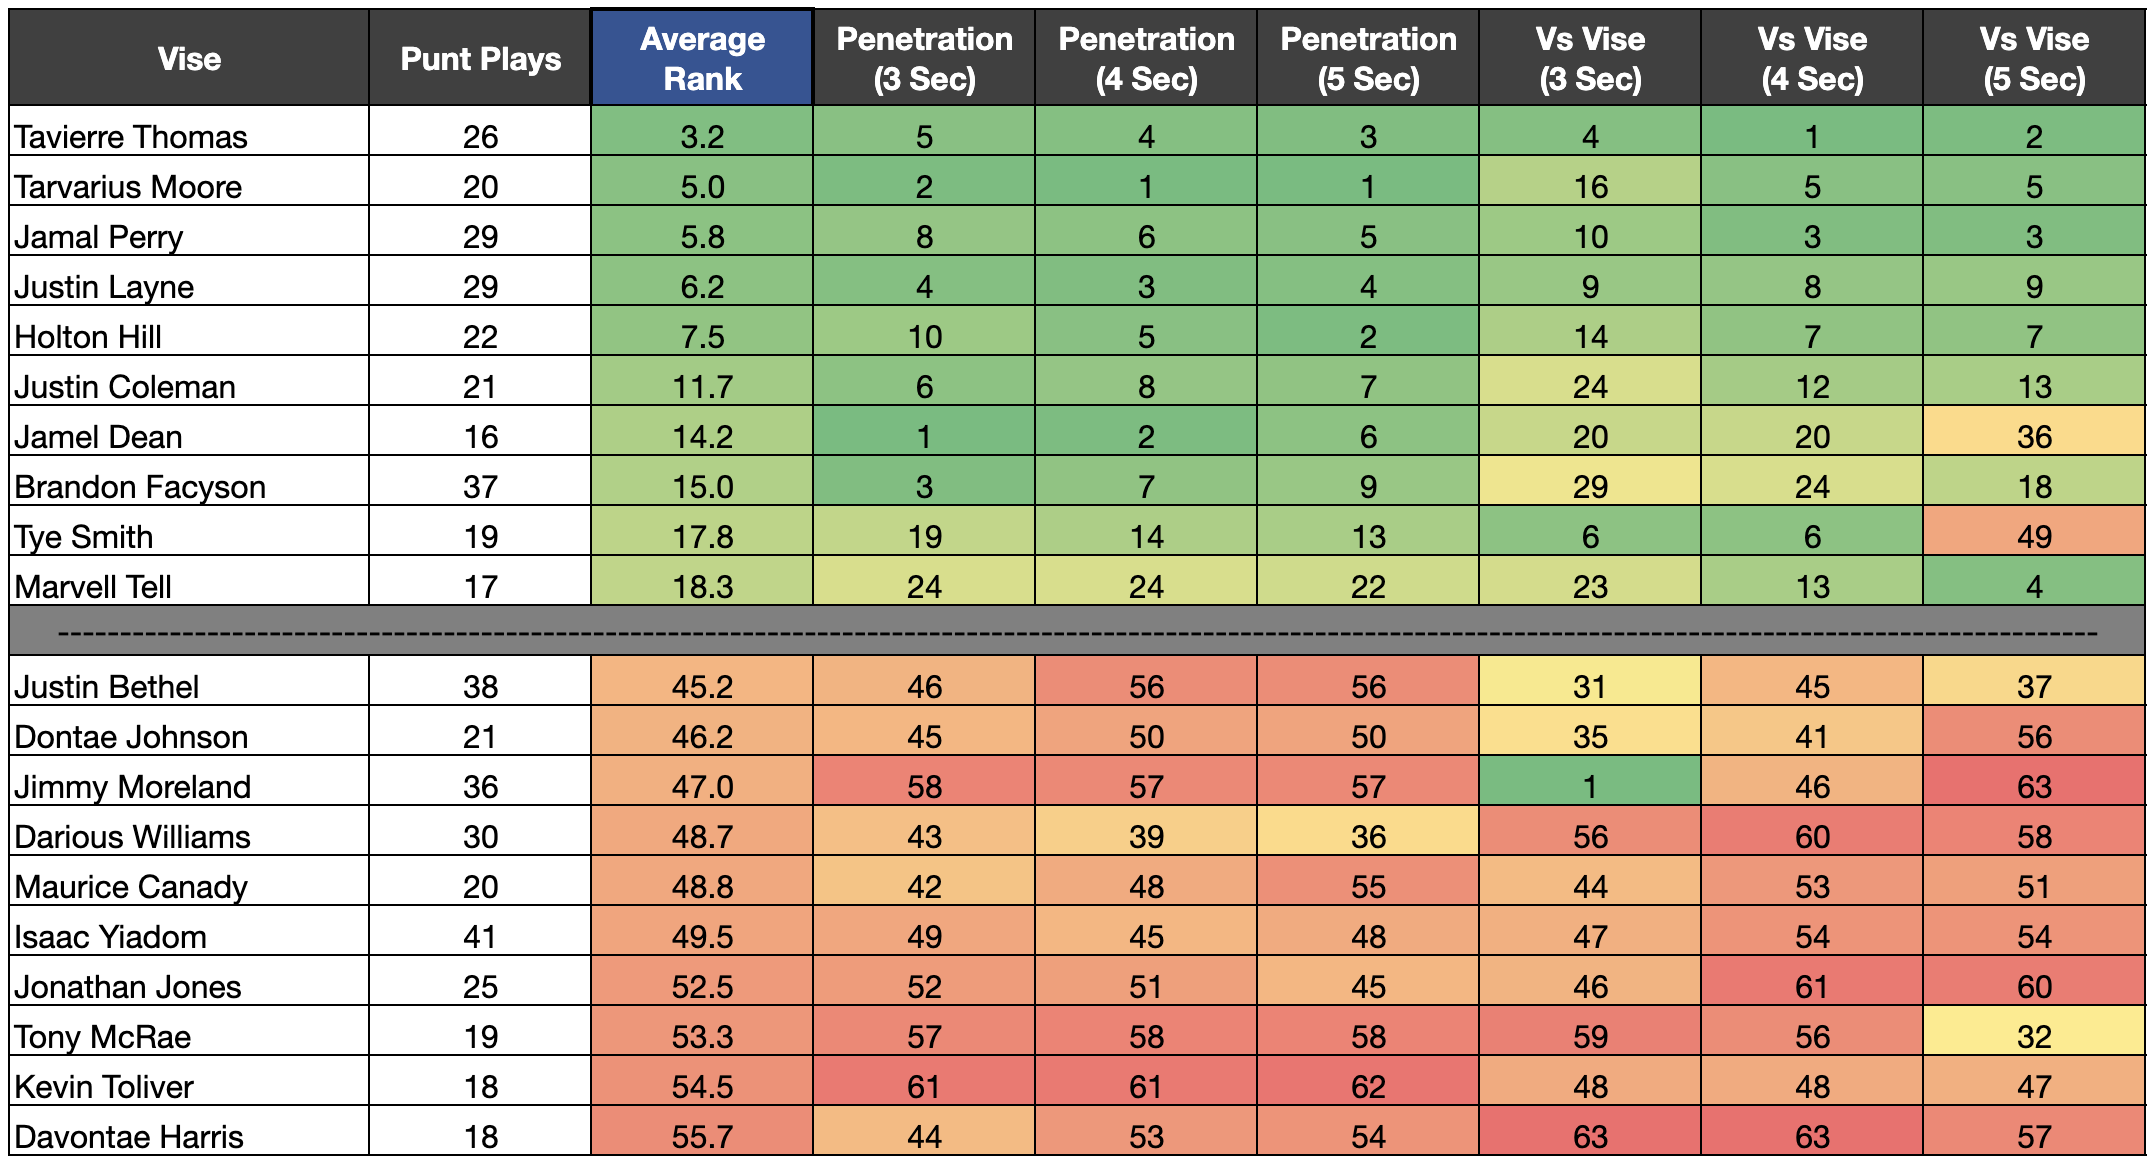 Vise Punt Plays Average Rank Penetration (3 Sec) Penetration (4 Sec) Penetration (5 Sec) Vs Vise (3 Sec) Vs Vise (4 Sec) Vs Vise (5 Sec)
Tavierre Thomas 26 3.2 5 4 3 4 1 2
Tarvarius Moore 20 5.0 2 1 1 16 5 5
Jamal Perry 29 5.8 8 6 5 10 3 3
Justin Layne 29 6.2 4 3 4 9 8 9
Holton Hill 22 7.5 10 5 2 14 7 7
Justin Coleman 21 11.7 6 8 7 24 12 13
Jamel Dean 16 14.2 1 2 6 20 20 36
Brandon Facyson 37 15.0 3 7 9 29 24 18
Tye Smith 19 17.8 19 14 13 6 6 49
Marvell Tell 17 18.3 24 24 22 23 13 4
Justin Bethel 38 45.2 46 56 56 31 45 37
Dontae Johnson 21 46.2 45 50 50 35 41 56
Jimmy Moreland 36 47.0 58 57 57 1 46 63
Darious Williams 30 48.7 43 39 36 56 60 58
Maurice Canady 20 48.8 42 48 55 44 53 51
Isaac Yiadom 41 49.5 49 45 48 47 54 54
Jonathan Jones 25 52.5 52 51 45 46 61 60
Tony McRae 19 53.3 57 58 58 59 56 32
Kevin Toliver 18 54.5 61 61 62 48 48 47
Davontae Harris 18 55.7 44 53 54 63 63 57